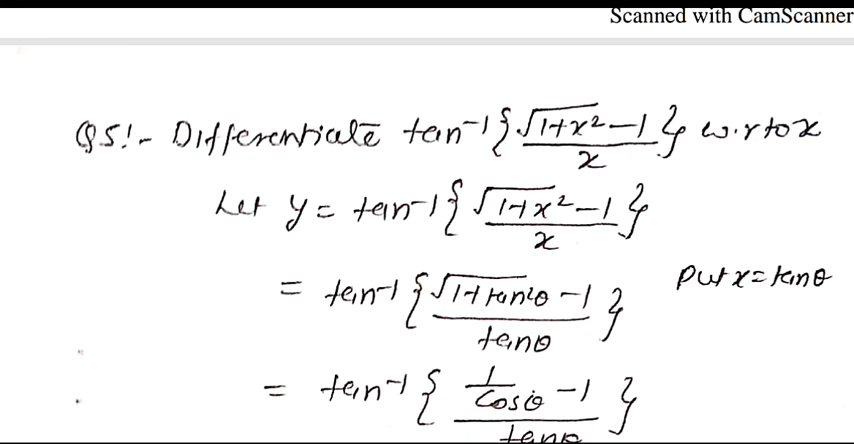 Scanned with CamScanner
Q5:- Differentiate tan⁻¹{(√(1+x²) - 1)/x} w.r to x
Let y = tan⁻¹{(√(1+x²) - 1)/x}
= tan⁻¹{(√(1+tan²θ) - 1)/tanθ} Put x = tanθ
= tan⁻¹{(1/Cosθ - 1)/tanθ}